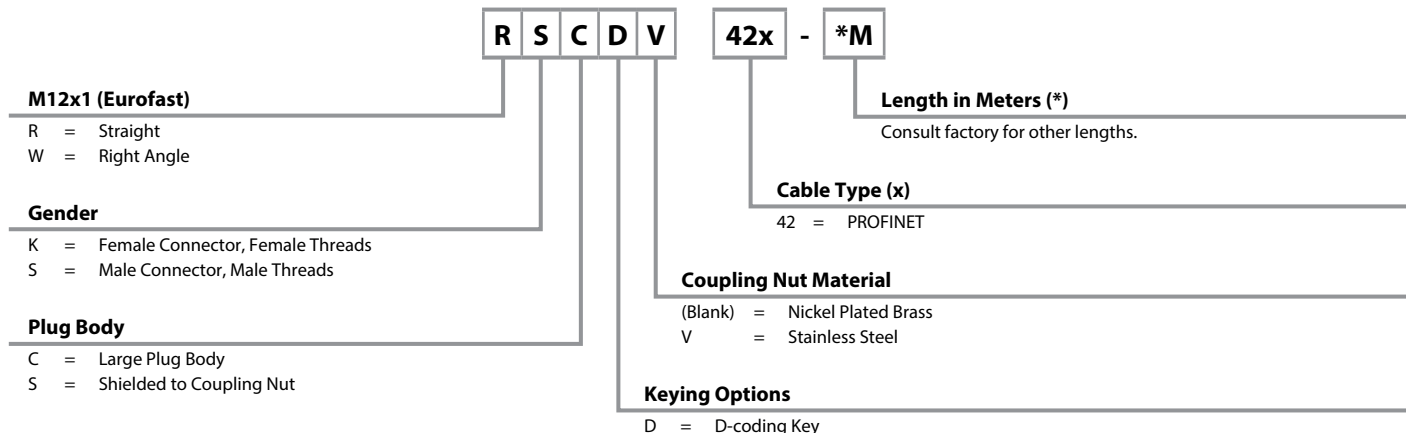 R S C D V 42x - *M
M12x1 (Eurofast)
R = Straight
W = Right Angle
Gender
K = Female Connector, Female Threads
S = Male Connector, Male Threads
Plug Body
C = Large Plug Body
S = Shielded to Coupling Nut
Length in Meters (*)
Consult factory for other lengths.
Cable Type (x)
42 = PROFINET
Coupling Nut Material
(Blank) = Nickel Plated Brass
V = Stainless Steel
Keying Options
D = D-coding Key